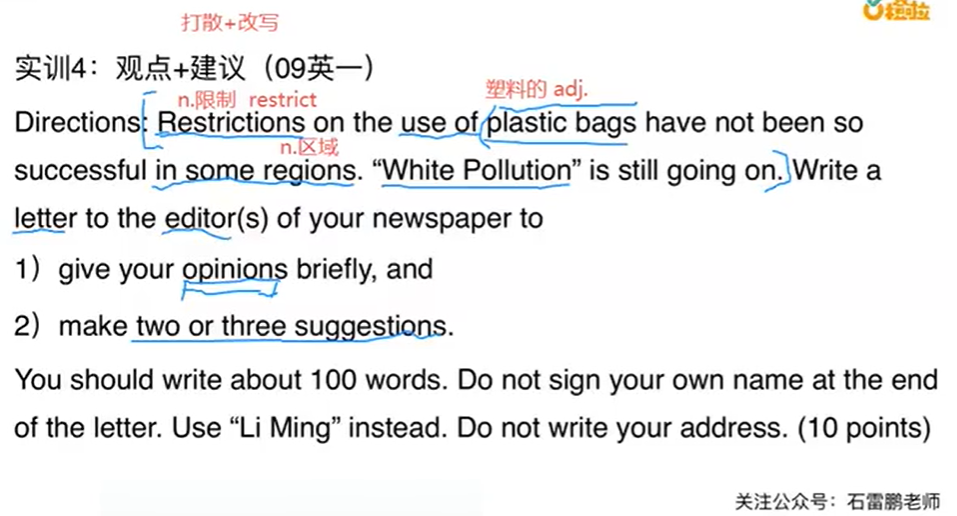 打散+改写
实训4：观点+建议（09英一）
n.限制 restrict
塑料的 adj.
Directions: Restrictions on the use of plastic bags have not been so
n.区域
successful in some regions. “White Pollution” is still going on. Write a
letter to the editor(s) of your newspaper to
1）give your opinions briefly, and
2）make two or three suggestions.
You should write about 100 words. Do not sign your own name at the end
of the letter. Use “Li Ming” instead. Do not write your address. (10 points)
关注公众号：石雷鹏老师